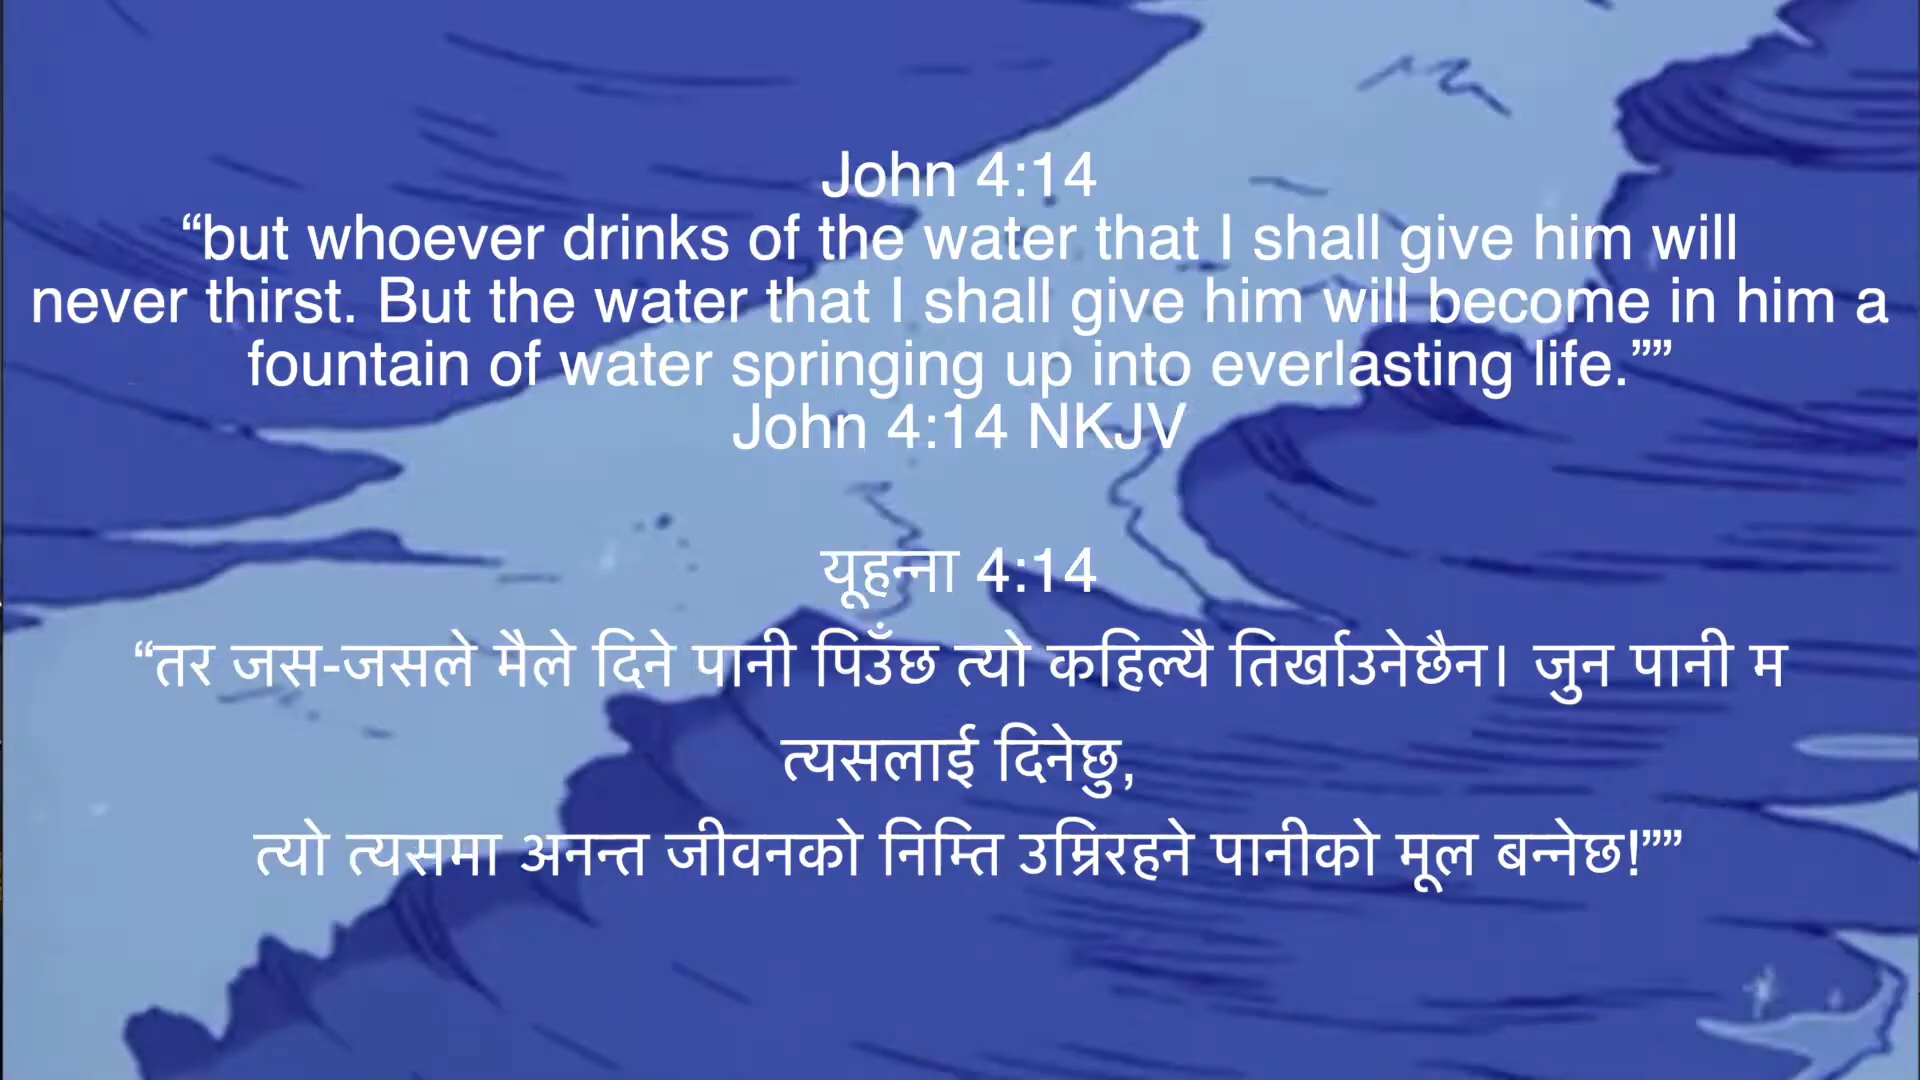 John 4:14
“but whoever drinks of the water that I shall give him will
never thirst. But the water that I shall give him will become in him a
fountain of water springing up into everlasting life.””
John 4:14 NKJV
यूहन्ना 4:14
“तर जस-जसले मैले दिने पानी पिउँछ त्यो कहिल्यै तिर्खाउनेछैन। जुन पानी म
त्यसलाई दिनेछु,
त्यो त्यसमा अनन्त जीवनको निम्ति उम्रिरहने पानीको मूल बन्नेछ!””